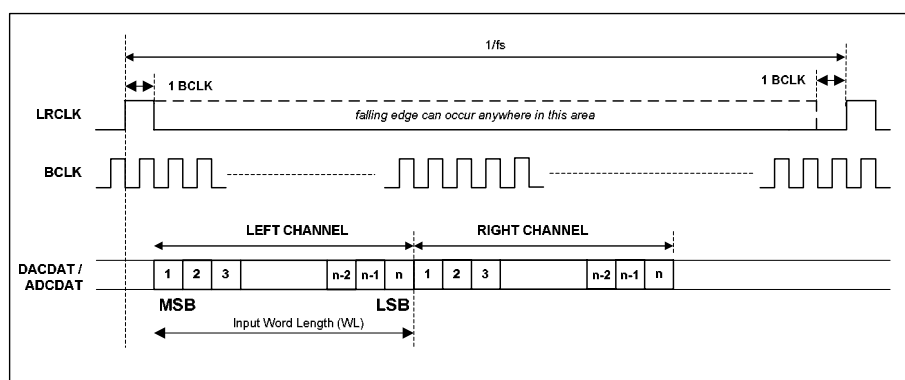 1/fs
1 BCLK
1 BCLK
LRCLK
falling edge can occur anywhere in this area
BCLK
LEFT CHANNEL
RIGHT CHANNEL
DACDAT /
ADCDAT
1 2 3 n-2 n-1 n 1 2 3 n-2 n-1 n
MSB LSB
Input Word Length (WL)